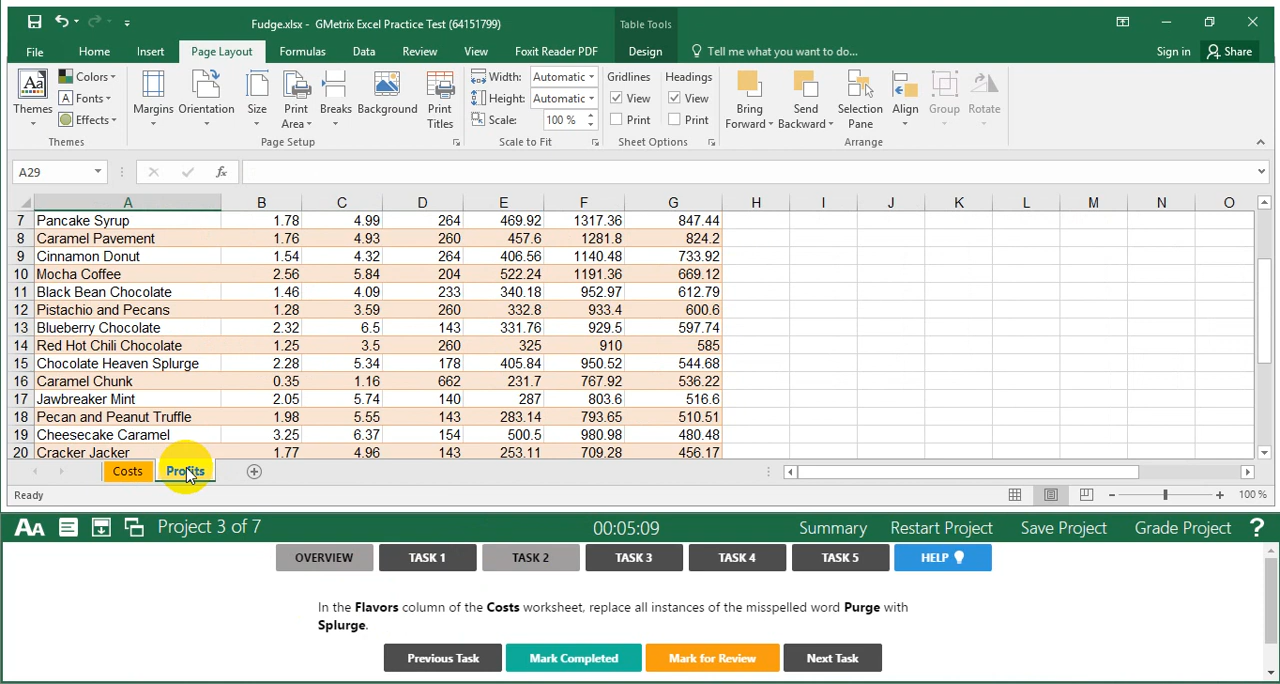 Fudge.xlsx - GMetrix Excel Practice Test (64151799)
Table Tools
File Home Insert Page Layout Formulas Data Review View Foxit Reader PDF Design Tell me what you want to do... Sign in Share
Themes
Colors
Fonts
Effects
Themes
Margins Orientation Size Print Area Breaks Background Print Titles
Page Setup
Width: Automatic
Height: Automatic
Scale: 100 %
Scale to Fit
Gridlines Headings
View View
Print Print
Sheet Options
Bring Forward Send Backward Selection Pane Align Group Rotate
Arrange
A29 fx
A B C D E F G H I J K L M N O
7 Pancake Syrup 1.78 4.99 264 469.92 1317.36 847.44
8 Caramel Pavement 1.76 4.93 260 457.6 1281.8 824.2
9 Cinnamon Donut 1.54 4.32 264 406.56 1140.48 733.92
10 Mocha Coffee 2.56 5.84 204 522.24 1191.36 669.12
11 Black Bean Chocolate 1.46 4.09 233 340.18 952.97 612.79
12 Pistachio and Pecans 1.28 3.59 260 332.8 933.4 600.6
13 Blueberry Chocolate 2.32 6.5 143 331.76 929.5 597.74
14 Red Hot Chili Chocolate 1.25 3.5 260 325 910 585
15 Chocolate Heaven Splurge 2.28 5.34 178 405.84 950.52 544.68
16 Caramel Chunk 0.35 1.16 662 231.7 767.92 536.22
17 Jawbreaker Mint 2.05 5.74 140 287 803.6 516.6
18 Pecan and Peanut Truffle 1.98 5.55 143 283.14 793.65 510.51
19 Cheesecake Caramel 3.25 6.37 154 500.5 980.98 480.48
20 Cracker Jacker 1.77 4.96 143 253.11 709.28 456.17
Costs Profits
Ready 100 %
AA Project 3 of 7 00:05:09 Summary Restart Project Save Project Grade Project ?
OVERVIEW TASK 1 TASK 2 TASK 3 TASK 4 TASK 5 HELP
In the Flavors column of the Costs worksheet, replace all instances of the misspelled word Purge with
Splurge.
Previous Task Mark Completed Mark for Review Next Task